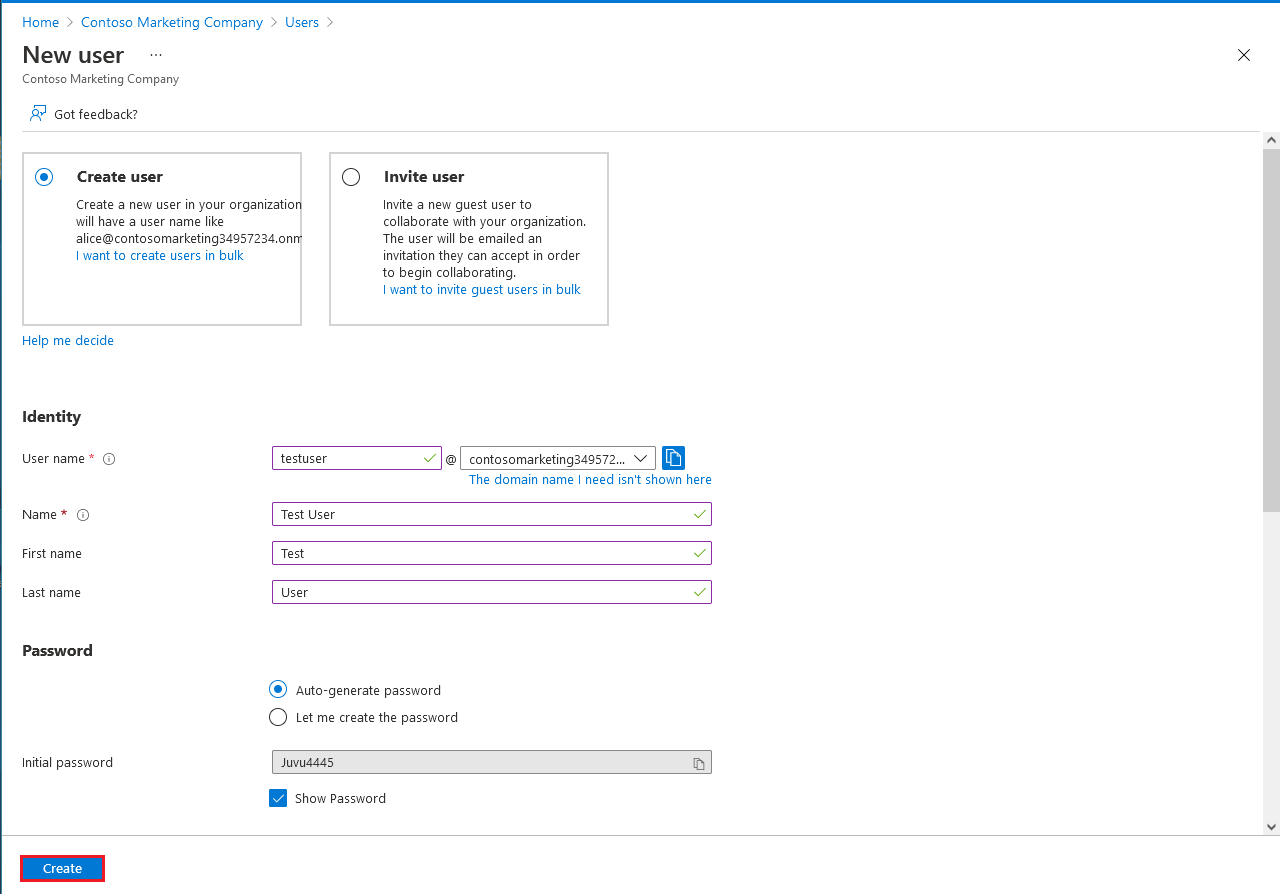 Home > Contoso Marketing Company > Users >
New user ...
Contoso Marketing Company
Got feedback?
Create user
Create a new user in your organization
will have a user name like
alice@contosomarketing34957234.onm
I want to create users in bulk
Invite user
Invite a new guest user to
collaborate with your organization.
The user will be emailed an
invitation they can accept in order
to begin collaborating.
I want to invite guest users in bulk
Help me decide
Identity
User name *
testuser @ contosomarketing349572...
The domain name I need isn't shown here
Name *
Test User
First name
Test
Last name
User
Password
Auto-generate password
Let me create the password
Initial password
Juvu4445
Show Password
Create